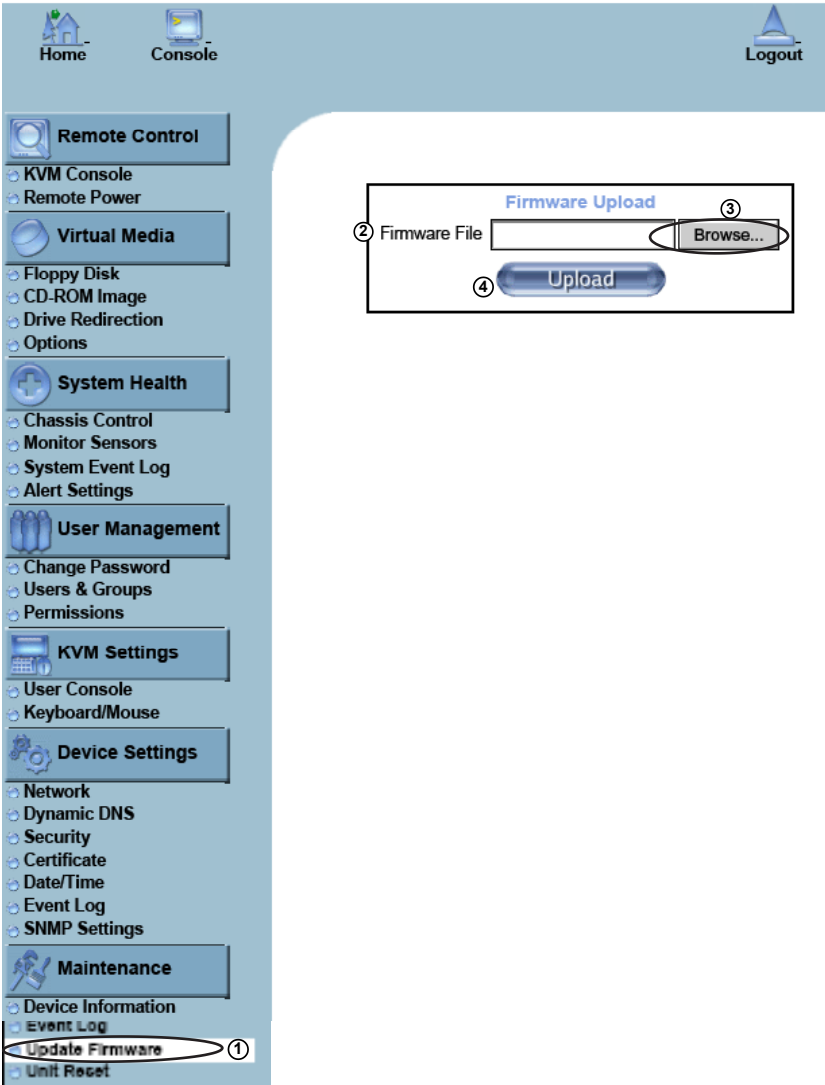 Home
Console
Logout
Remote Control
KVM Console
Remote Power
Virtual Media
Floppy Disk
CD-ROM Image
Drive Redirection
Options
System Health
Chassis Control
Monitor Sensors
System Event Log
Alert Settings
User Management
Change Password
Users & Groups
Permissions
KVM Settings
User Console
Keyboard/Mouse
Device Settings
Network
Dynamic DNS
Security
Certificate
Date/Time
Event Log
SNMP Settings
Maintenance
Device Information
Event Log
Update Firmware ①
Unit Reset
Firmware Upload
③
② Firmware File Browse...
④ Upload